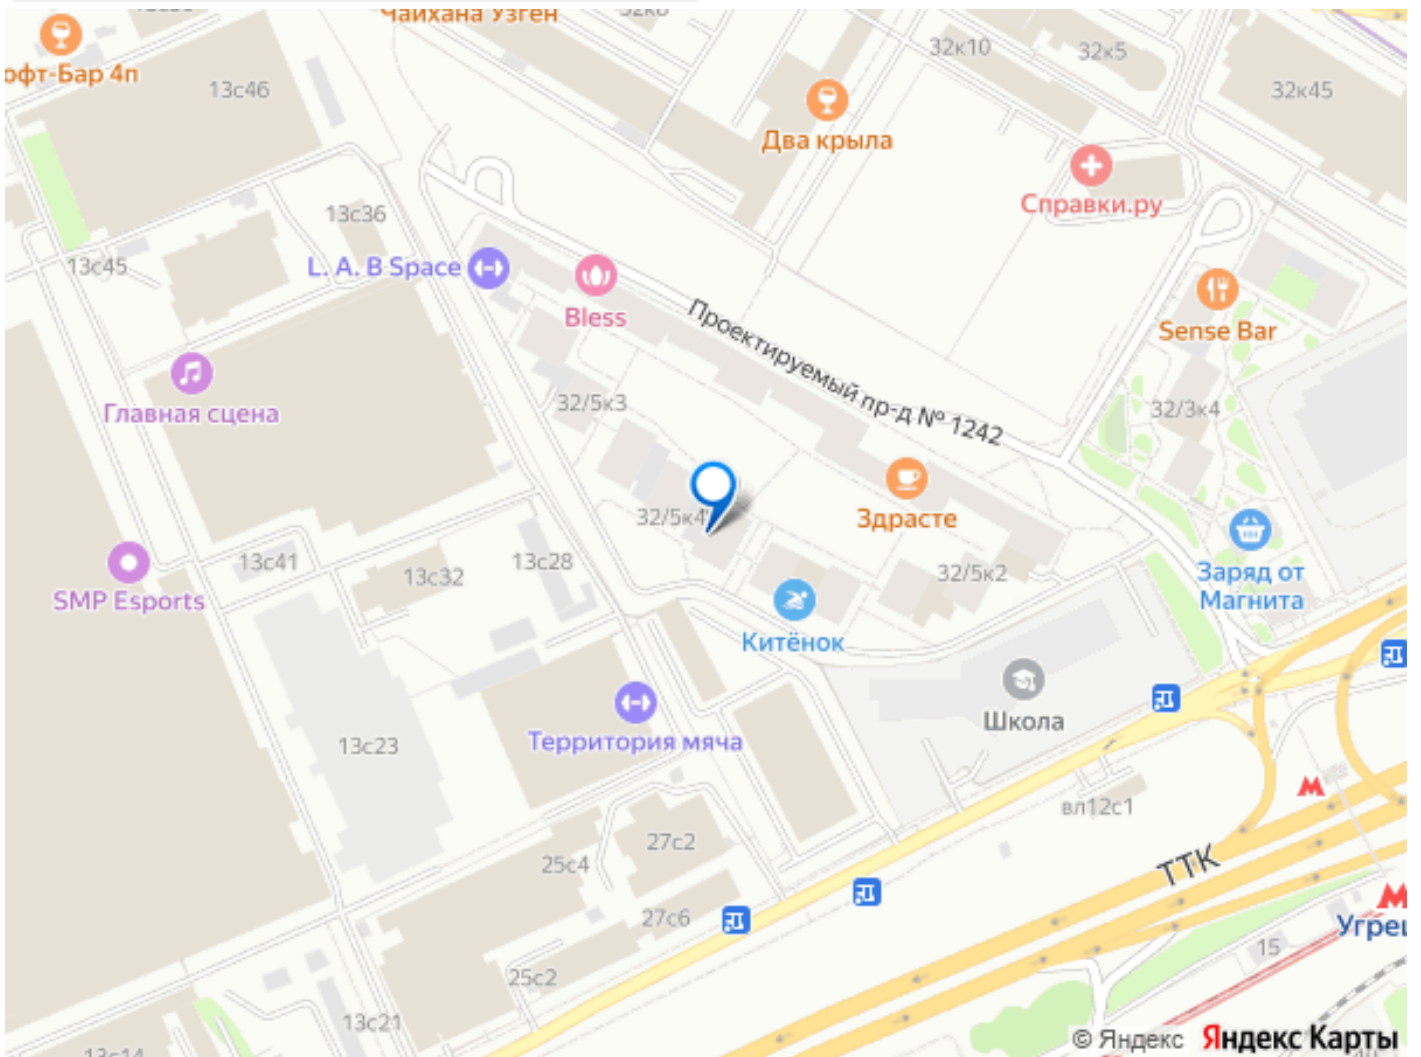 Чайхана Узген
32к10
32к5
офт-Бар 4п
13с46
32к45
Два крыла
Справки.ру
13с36
13с45
L. A. B Space
Bless
Sense Bar
Проектируемый пр-д № 1242
Главная сцена
32/5к3
32/3к4
32/5к4
Здрасте
13с41
13с32
13с28
32/5к2
Заряд от
Магнита
SMP Esports
Китёнок
Школа
Территория мяча
13с23
вл12с1
27с2
25с4
ТТК
27с6
Угреш
15
25с2
13с21
© Яндекс Яндекс Карты